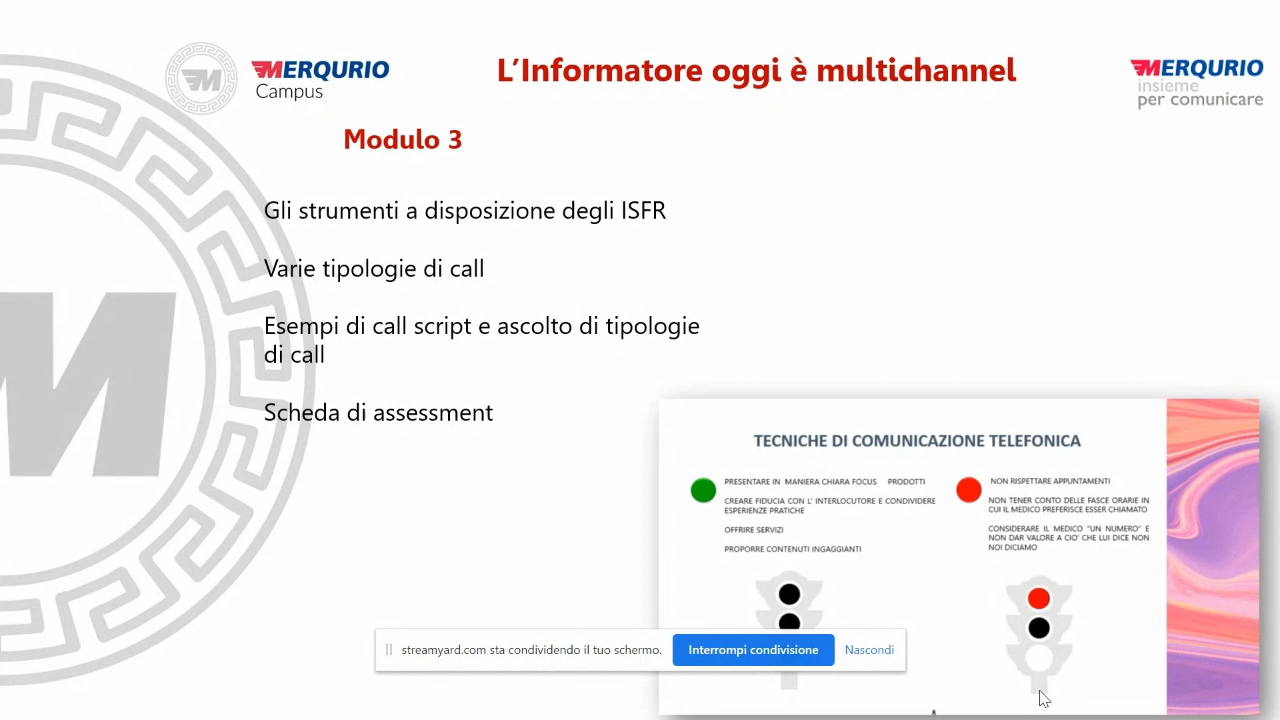 MERQURIO
Campus
L'Informatore oggi è multichannel
MERQURIO
insieme
per comunicare
Modulo 3
Gli strumenti a disposizione degli ISFR
Varie tipologie di call
Esempi di call script e ascolto di tipologie
di call
Scheda di assessment
TECNICHE DI COMUNICAZIONE TELEFONICA
PRESENTARE IN MANIERA CHIARA FOCUS PRODOTTI
CREARE FIDUCIA CON L' INTERLOCUTORE E CONDIVIDERE
ESPERIENZE PRATICHE
OFFRIRE SERVIZI
PROPORRE CONTENUTI INGAGGIANTI
NON RISPETTARE APPUNTAMENTI
NON TENER CONTO DELLE FASCE ORARIE IN
CUI IL MEDICO PREFERISCE ESSER CHIAMATO
CONSIDERARE IL MEDICO "UN NUMERO" E
NON DAR VALORE A CIO' CHE LUI DICE NON
NOI DICIAMO
streamyard.com sta condividendo il tuo schermo.
Interrompi condivisione
Nascondi